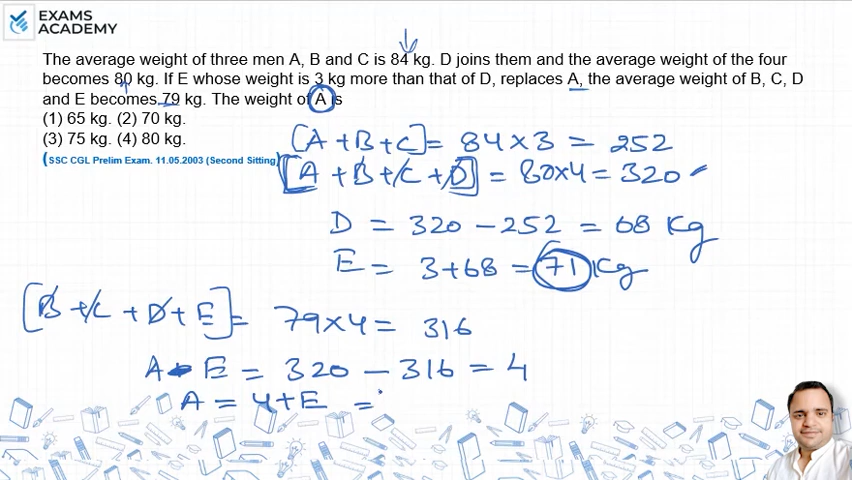 EXAMS
ACADEMY
The average weight of three men A, B and C is 84 kg. D joins them and the average weight of the four
becomes 80 kg. If E whose weight is 3 kg more than that of D, replaces A, the average weight of B, C, D
and E becomes 79 kg. The weight of A is
(1) 65 kg. (2) 70 kg.
(3) 75 kg. (4) 80 kg.
(SSC CGL Prelim Exam. 11.05.2003 (Second Sitting)
[A+B+C] = 84×3 = 252
[A+B+C+D] = 80×4 = 320
D = 320 - 252 = 68 Kg
E = 3+68 = 71 Kg
[B+C+D+E] = 79×4 = 316
A - E = 320 - 316 = 4
A = 4+E =